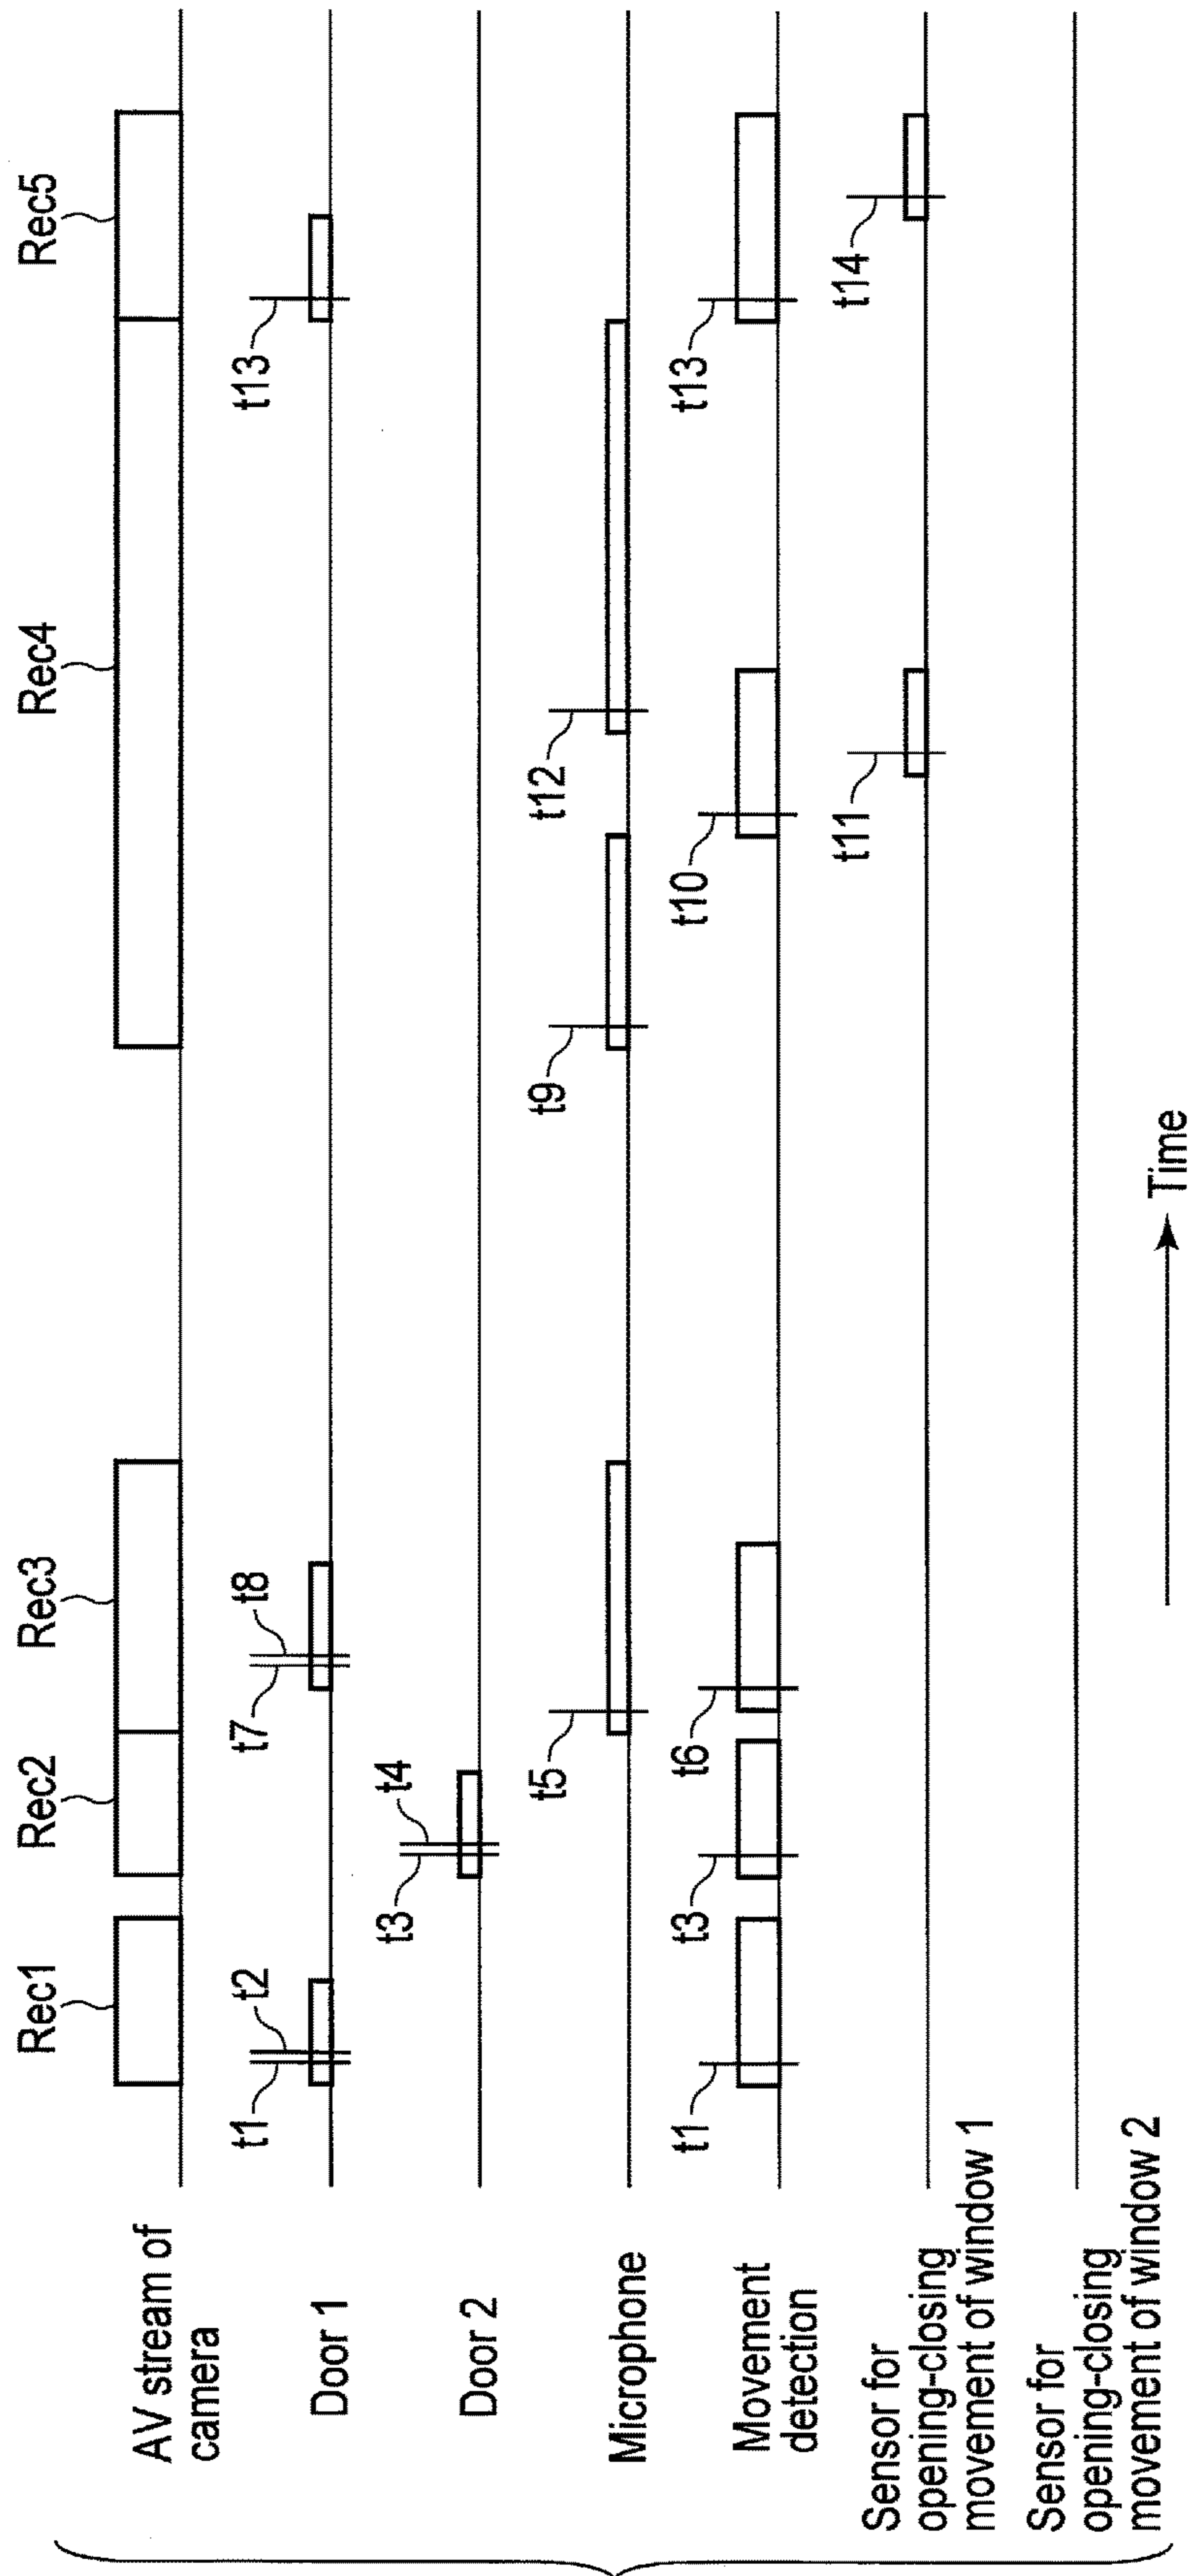 Rec1 Rec2 Rec3 Rec4 Rec5
AV stream of
camera
t1 t2 t7 t8 t13
Door 1
t3 t4
Door 2
t5 t9 t12
Microphone
t1 t3 t6 t10 t13
Movement
detection
t11 t14
Sensor for
opening-closing
movement of window 1
Sensor for
opening-closing
movement of window 2
Time